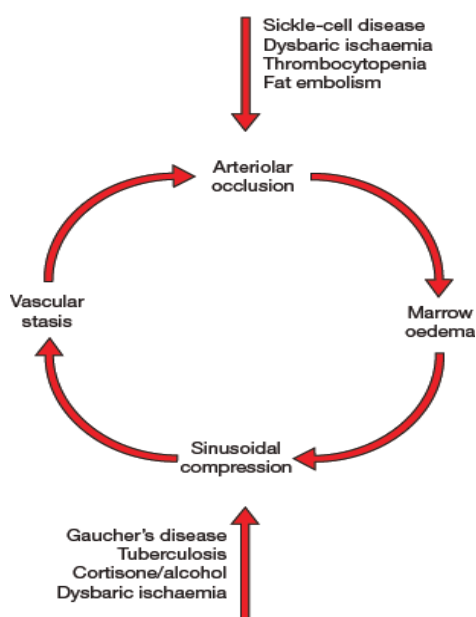 Sickle-cell disease
Dysbaric ischaemia
Thrombocytopenia
Fat embolism
Arteriolar
occlusion
Vascular
stasis
Marrow
oedema
Sinusoidal
compression
Gaucher's disease
Tuberculosis
Cortisone/alcohol
Dysbaric ischaemia